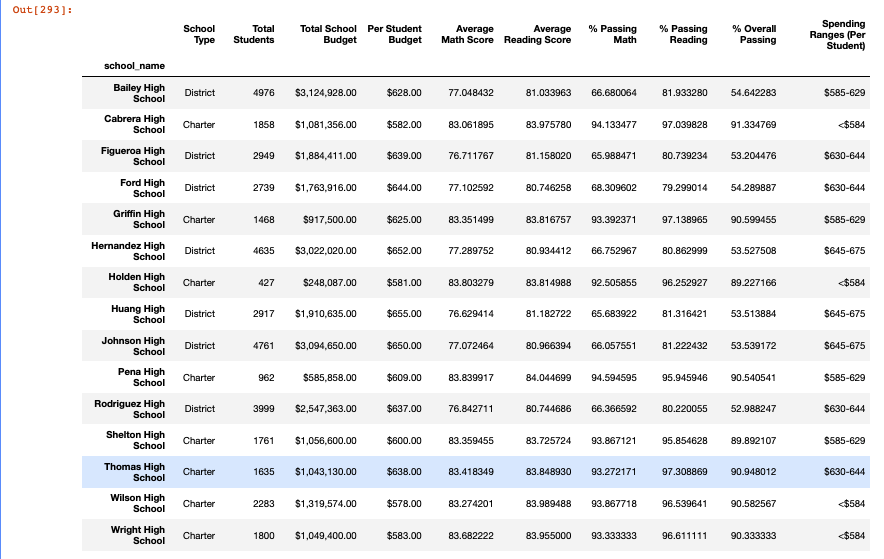 Out[293]:
School Type Total Students Total School Budget Per Student Budget Average Math Score Average Reading Score % Passing Math % Passing Reading % Overall Passing Spending Ranges (Per Student)
school_name
Bailey High School District 4976 $3,124,928.00 $628.00 77.048432 81.033963 66.680064 81.933280 54.642283 $585-629
Cabrera High School Charter 1858 $1,081,356.00 $582.00 83.061895 83.975780 94.133477 97.039828 91.334769 <$584
Figueroa High School District 2949 $1,884,411.00 $639.00 76.711767 81.158020 65.988471 80.739234 53.204476 $630-644
Ford High School District 2739 $1,763,916.00 $644.00 77.102592 80.746258 68.309602 79.299014 54.289887 $630-644
Griffin High School Charter 1468 $917,500.00 $625.00 83.351499 83.816757 93.392371 97.138965 90.599455 $585-629
Hernandez High School District 4635 $3,022,020.00 $652.00 77.289752 80.934412 66.752967 80.862999 53.527508 $645-675
Holden High School Charter 427 $248,087.00 $581.00 83.803279 83.814988 92.505855 96.252927 89.227166 <$584
Huang High School District 2917 $1,910,635.00 $655.00 76.629414 81.182722 65.683922 81.316421 53.513884 $645-675
Johnson High School District 4761 $3,094,650.00 $650.00 77.072464 80.966394 66.057551 81.222432 53.539172 $645-675
Pena High School Charter 962 $585,858.00 $609.00 83.839917 84.044699 94.594595 95.945946 90.540541 $585-629
Rodriguez High School District 3999 $2,547,363.00 $637.00 76.842711 80.744686 66.366592 80.220055 52.988247 $630-644
Shelton High School Charter 1761 $1,056,600.00 $600.00 83.359455 83.725724 93.867121 95.854628 89.892107 $585-629
Thomas High School Charter 1635 $1,043,130.00 $638.00 83.418349 83.848930 93.272171 97.308869 90.948012 $630-644
Wilson High School Charter 2283 $1,319,574.00 $578.00 83.274201 83.989488 93.867718 96.539641 90.582567 <$584
Wright High School Charter 1800 $1,049,400.00 $583.00 83.682222 83.955000 93.333333 96.611111 90.333333 <$584